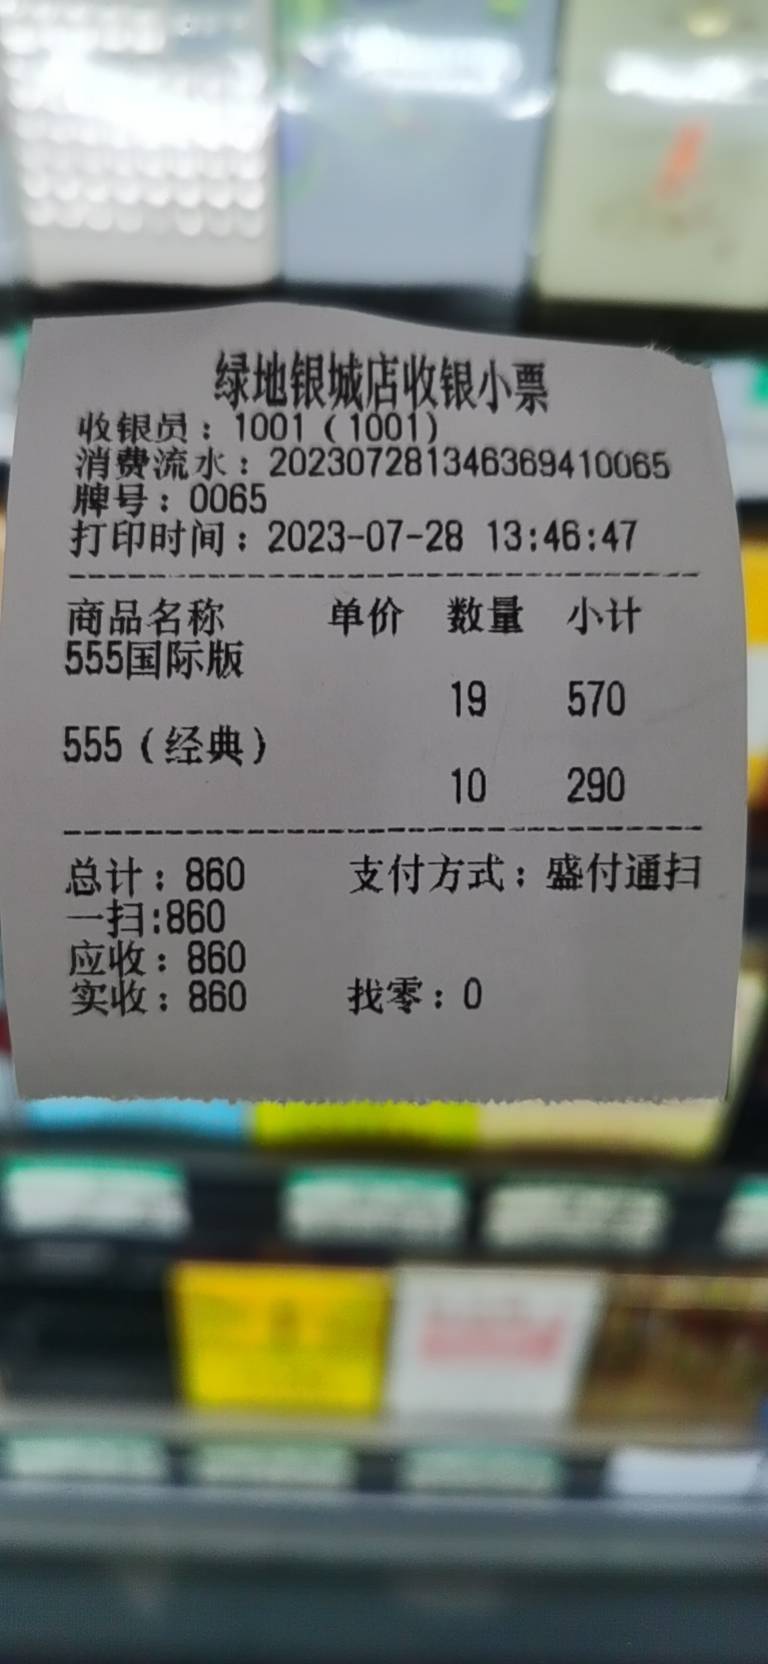 绿地银城店收银小票
收银员：1001（1001）
消费流水：202307281346369410065
牌号：0065
打印时间：2023-07-28 13:46:47
商品名称 单价 数量 小计
555国际版
19 570
555（经典）
10 290
总计：860 支付方式：盛付通扫
一扫:860
应收：860
实收：860 找零：0